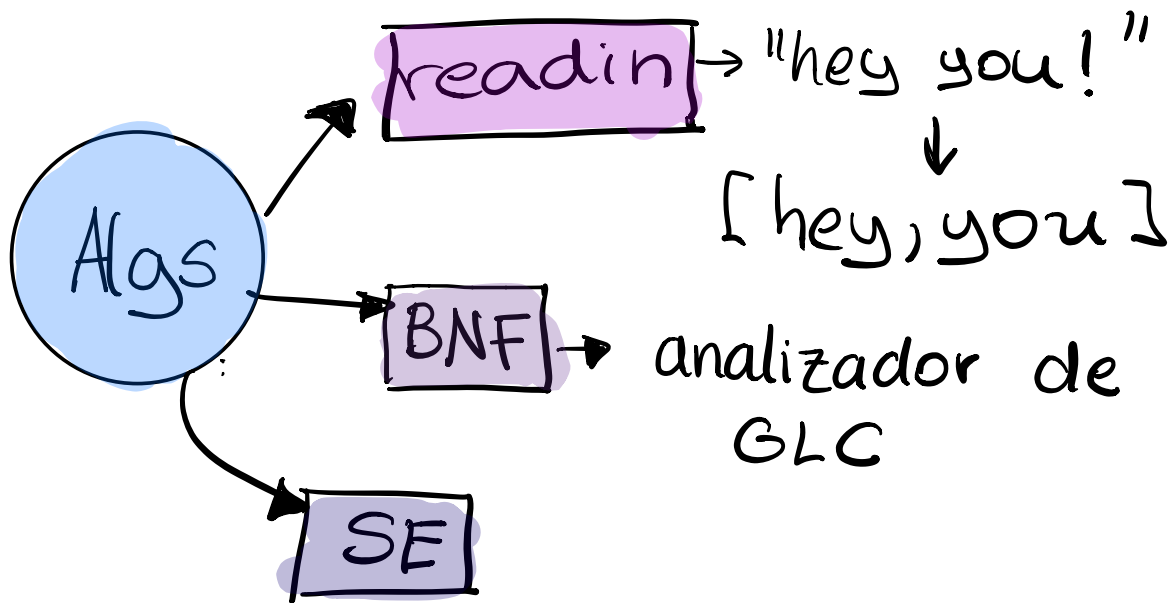 readin
"hey you!"
[hey, you]
Algs
BNF
analizador de
GLC
SE